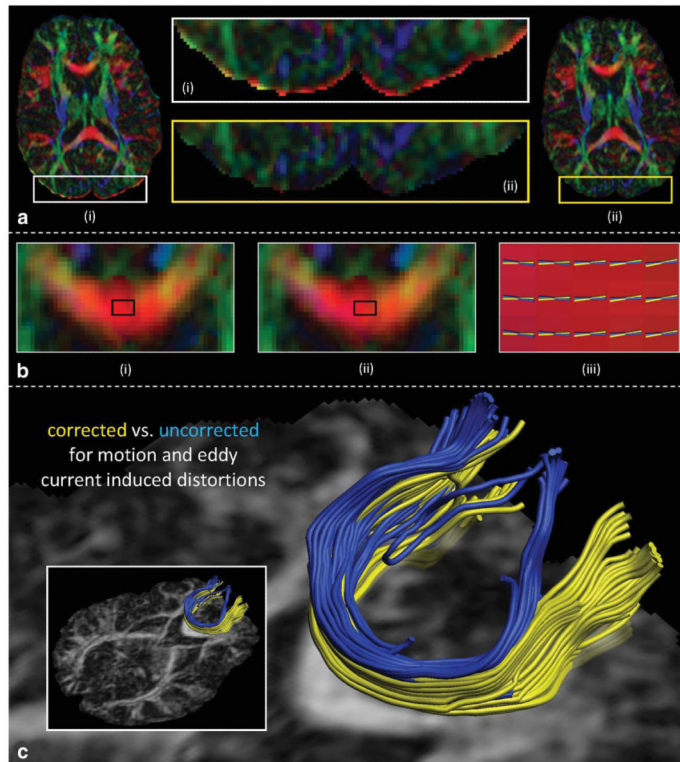 (i)
(ii)
a
(i)
(ii)
b
(i)
(ii)
(iii)
corrected vs. uncorrected
for motion and eddy
current induced distortions
c